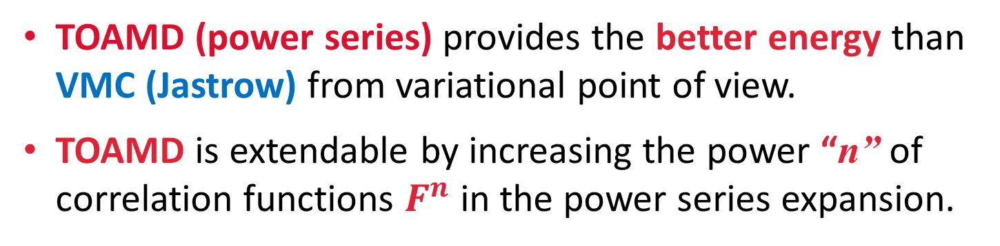 • TOAMD (power series) provides the better energy than
VMC (Jastrow) from variational point of view.
• TOAMD is extendable by increasing the power “n” of
correlation functions Fⁿ in the power series expansion.